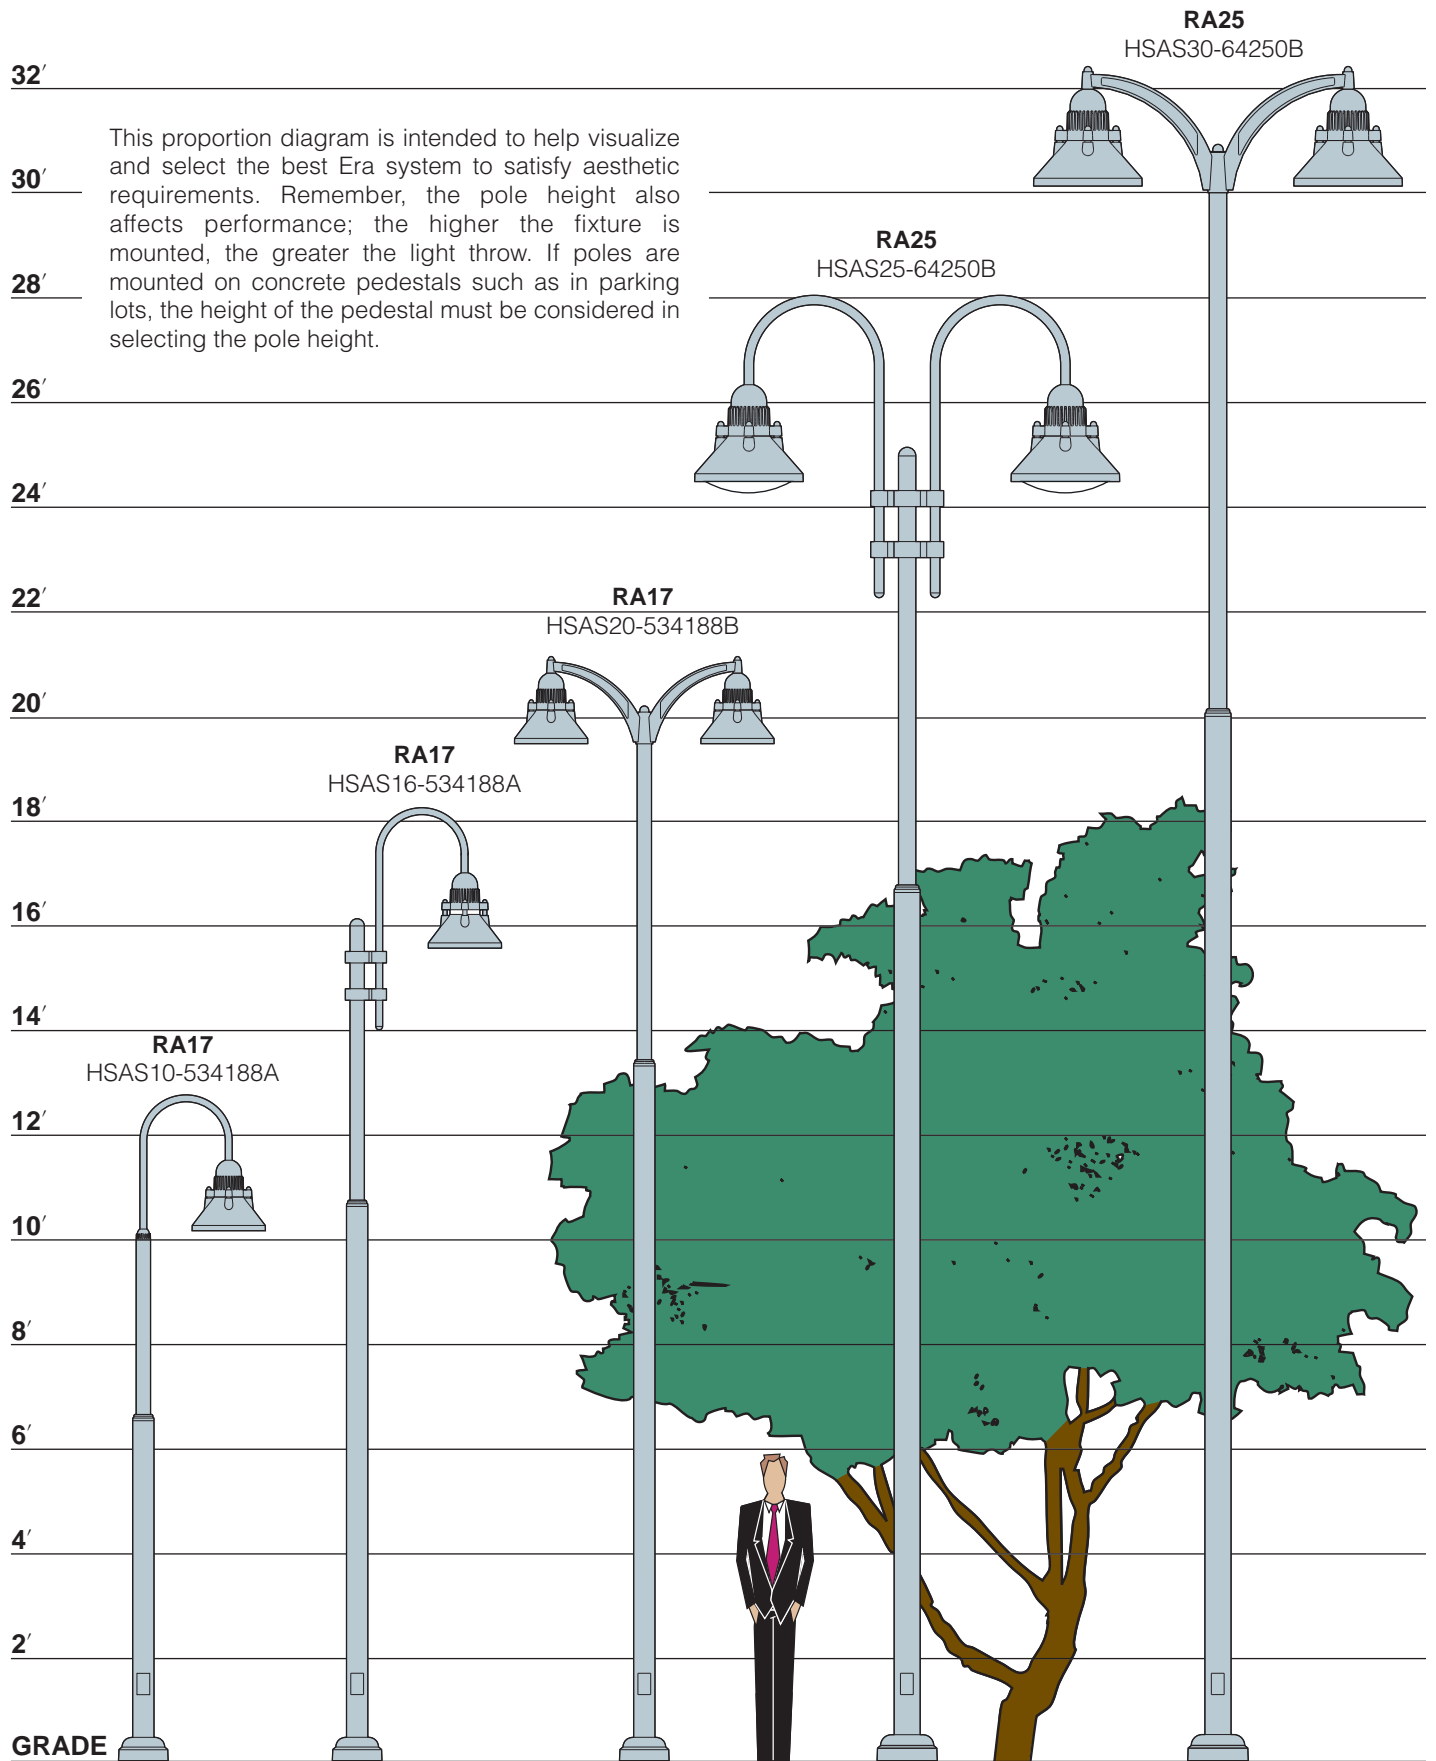 RA25
HSAS30-64250B
32′
This proportion diagram is intended to help visualize
and select the best Era system to satisfy aesthetic
30′
requirements. Remember, the pole height also
affects performance; the higher the fixture is
mounted, the greater the light throw. If poles are
mounted on concrete pedestals such as in parking
28′
lots, the height of the pedestal must be considered in
selecting the pole height.
RA25
HSAS25-64250B
26′
24′
22′
RA17
HSAS20-534188B
20′
RA17
HSAS16-534188A
18′
16′
14′
RA17
HSAS10-534188A
12′
10′
8′
6′
4′
2′
GRADE